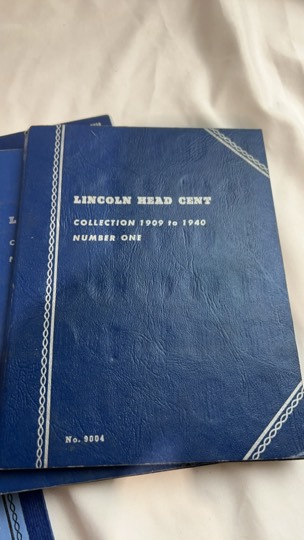 LINCOLN HEAD CENT
COLLECTION 1909 to 1940
NUMBER ONE
No. 9004